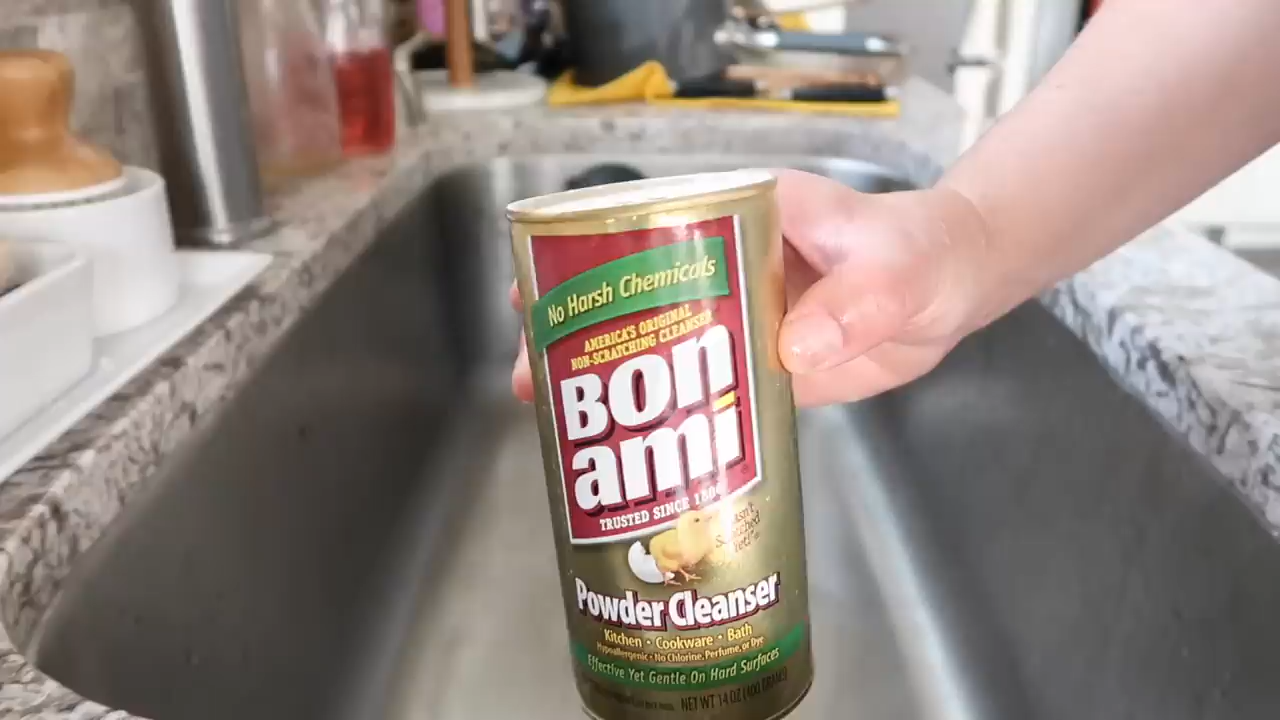 No Harsh Chemicals
AMERICA'S ORIGINAL
NON-SCRATCHING CLEANSER
Bon
ami
TRUSTED SINCE
Hasn't
Scratched
Yet!
Powder Cleanser
Kitchen • Cookware • Bath
Hypoallergenic • No Chlorine, Perfume, or Dye
Effective Yet Gentle On Hard Surfaces
NET WT 14 OZ (400 GRAMS)